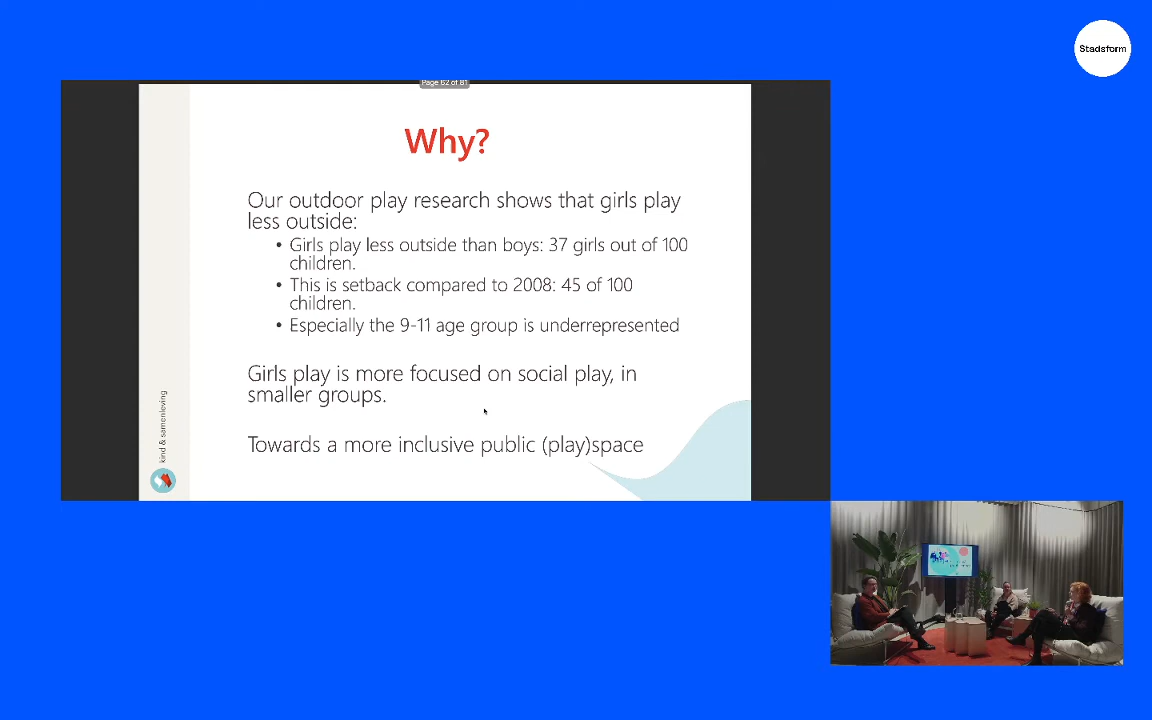 Stadsform
Page 62 of 81
Why?
Our outdoor play research shows that girls play
less outside:
• Girls play less outside than boys: 37 girls out of 100
children.
• This is setback compared to 2008: 45 of 100
children.
• Especially the 9-11 age group is underrepresented
Girls play is more focused on social play, in
smaller groups.
Towards a more inclusive public (play)space
kind & samenleving